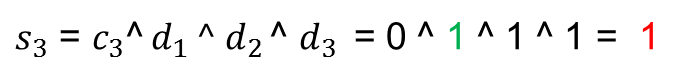 s₃ = c₃^ d₁ ^ d₂ ^ d₃ = 0 ^ 1 ^ 1 ^ 1 = 1